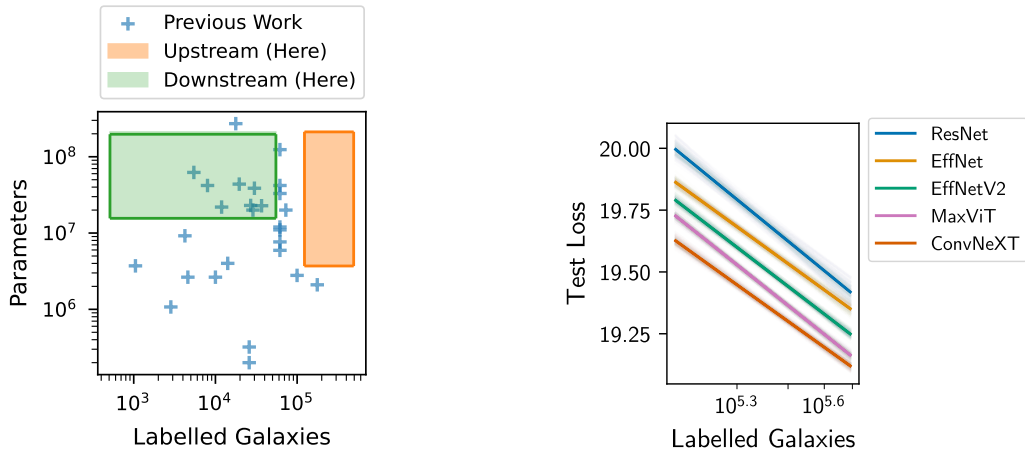 Previous Work
Upstream (Here)
Downstream (Here)
10^8
10^7
10^6
Parameters
10^3
10^4
10^5
Labelled Galaxies
ResNet
EffNet
EffNetV2
MaxViT
ConvNeXT
20.00
19.75
19.50
19.25
Test Loss
10^5.3
10^5.6
Labelled Galaxies